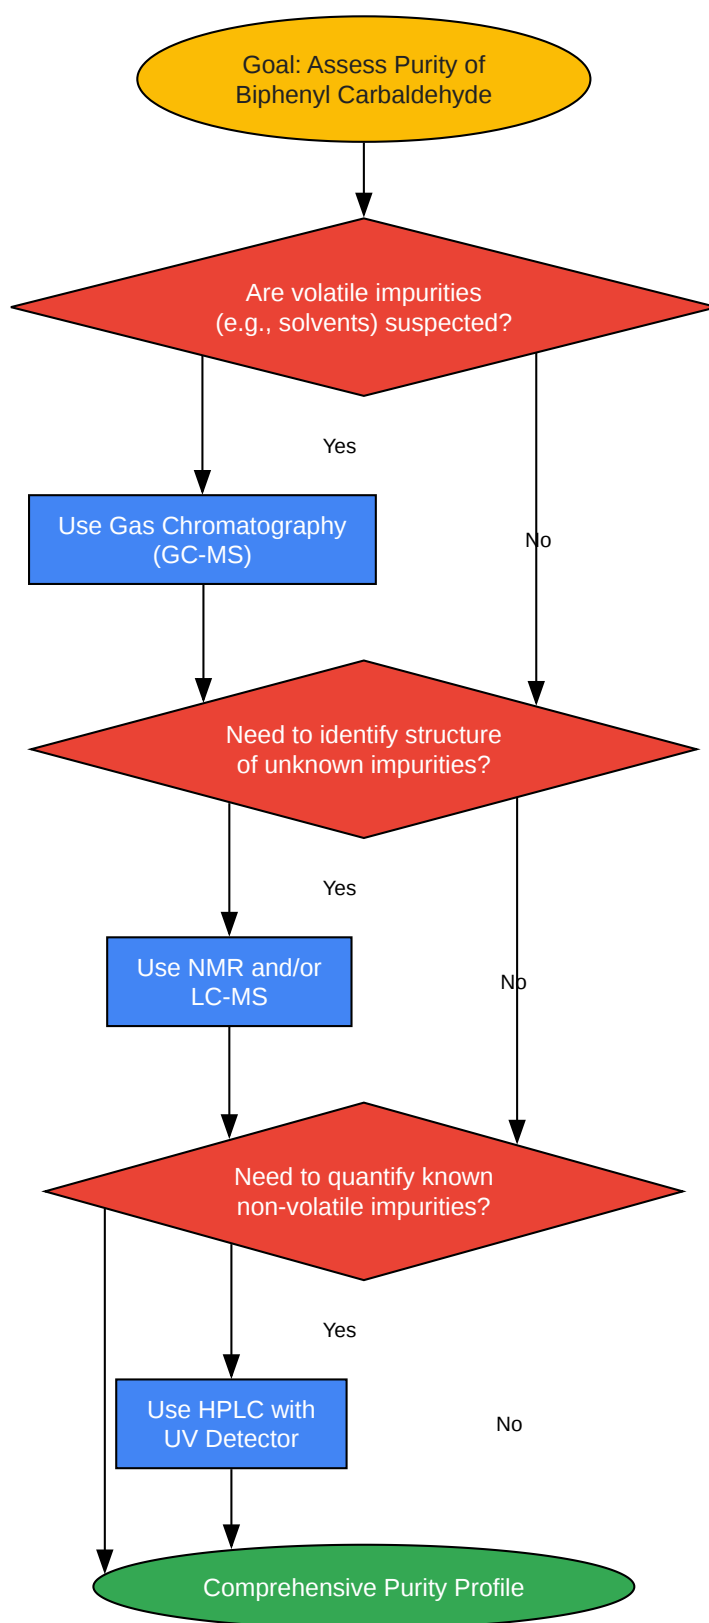 Goal: Assess Purity of
Biphenyl Carbaldehyde
Are volatile impurities
(e.g., solvents) suspected?
Yes
Use Gas Chromatography
(GC-MS)
No
Need to identify structure
of unknown impurities?
Yes
Use NMR and/or
LC-MS
No
Need to quantify known
non-volatile impurities?
Yes
Use HPLC with
UV Detector
No
Comprehensive Purity Profile